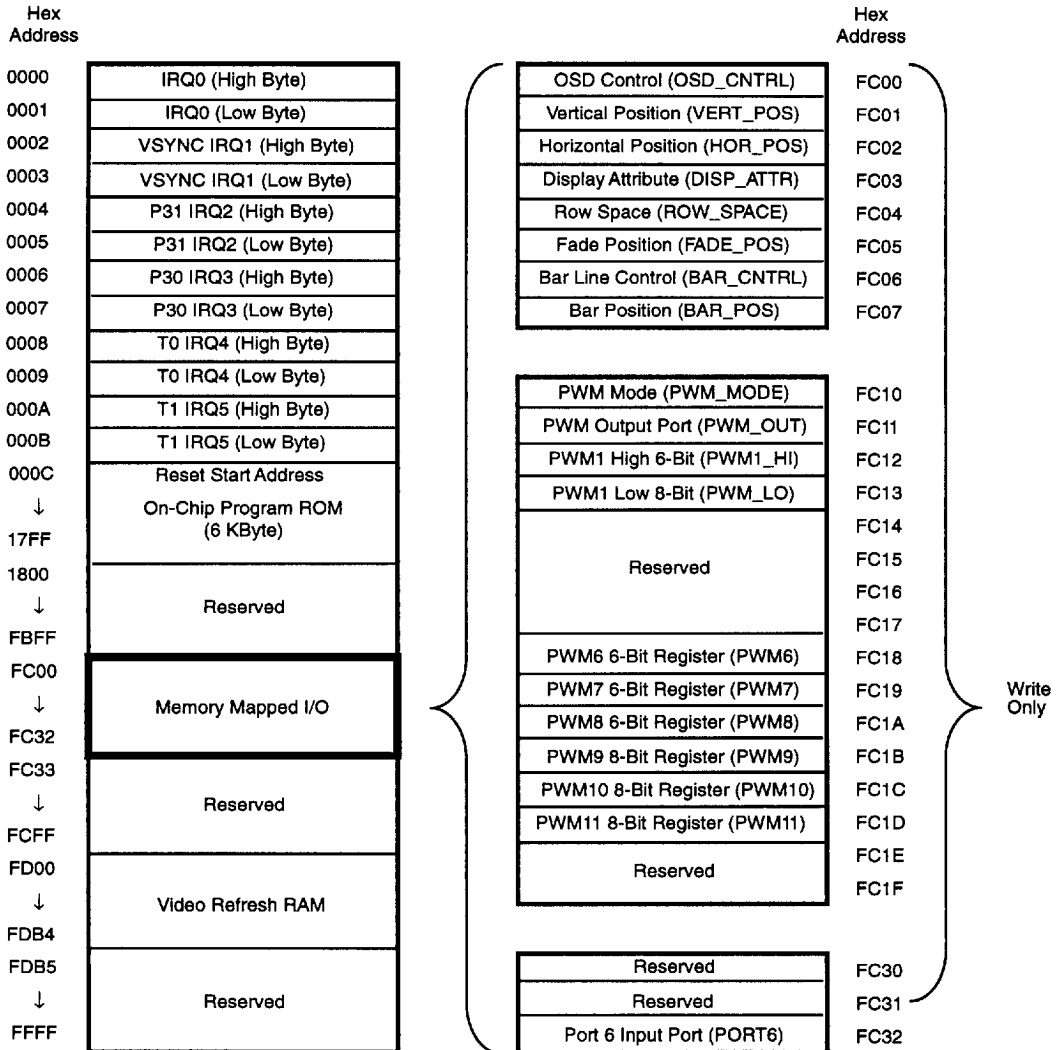 Hex
Address
0000 IRQ0 (High Byte)
0001 IRQ0 (Low Byte)
0002 VSYNC IRQ1 (High Byte)
0003 VSYNC IRQ1 (Low Byte)
0004 P31 IRQ2 (High Byte)
0005 P31 IRQ2 (Low Byte)
0006 P30 IRQ3 (High Byte)
0007 P30 IRQ3 (Low Byte)
0008 T0 IRQ4 (High Byte)
0009 T0 IRQ4 (Low Byte)
000A T1 IRQ5 (High Byte)
000B T1 IRQ5 (Low Byte)
000C Reset Start Address
↓ On-Chip Program ROM
17FF (6 KByte)
1800
↓ Reserved
FBFF
FC00
↓ Memory Mapped I/O
FC32
FC33
↓ Reserved
FCFF
FD00
↓ Video Refresh RAM
FDB4
FDB5
↓ Reserved
FFFF
Hex
Address
OSD Control (OSD_CNTRL) FC00
Vertical Position (VERT_POS) FC01
Horizontal Position (HOR_POS) FC02
Display Attribute (DISP_ATTR) FC03
Row Space (ROW_SPACE) FC04
Fade Position (FADE_POS) FC05
Bar Line Control (BAR_CNTRL) FC06
Bar Position (BAR_POS) FC07
PWM Mode (PWM_MODE) FC10
PWM Output Port (PWM_OUT) FC11
PWM1 High 6-Bit (PWM1_HI) FC12
PWM1 Low 8-Bit (PWM_LO) FC13
FC14
Reserved FC15
FC16
FC17
PWM6 6-Bit Register (PWM6) FC18
PWM7 6-Bit Register (PWM7) FC19
PWM8 6-Bit Register (PWM8) FC1A
PWM9 8-Bit Register (PWM9) FC1B
PWM10 8-Bit Register (PWM10) FC1C
PWM11 8-Bit Register (PWM11) FC1D
Reserved FC1E
FC1F
Reserved FC30
Reserved FC31
Port 6 Input Port (PORT6) FC32
Write
Only